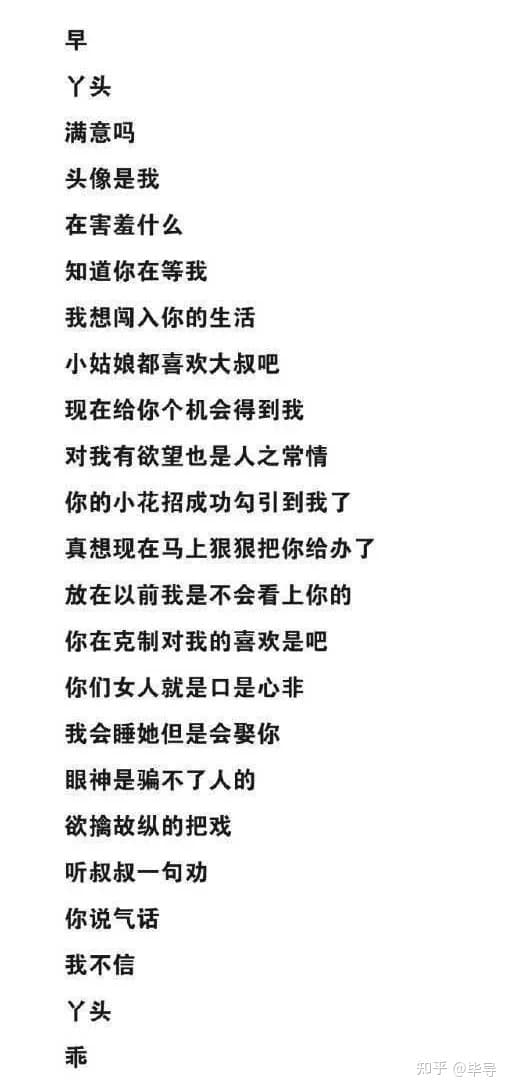 早
丫头
满意吗
头像是我
在害羞什么
知道你在等我
我想闯入你的生活
小姑娘都喜欢大叔吧
现在给你个机会得到我
对我有欲望也是人之常情
你的小花招成功勾引到我了
真想现在马上狠狠把你给办了
放在以前我是不会看上你的
你在克制对我的喜欢是吧
你们女人就是口是心非
我会睡她但是会娶你
眼神是骗不了人的
欲擒故纵的把戏
听叔叔一句劝
你说气话
我不信
丫头
乖
知乎 @毕导